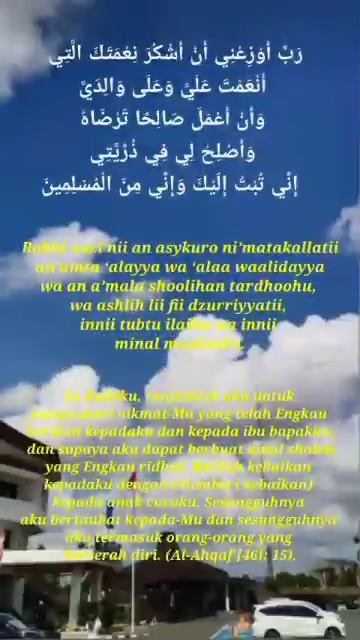 رَبِّ أَوْزِعْنِي أَنْ أَشْكُرَ نِعْمَتَكَ الَّتِي
أَنْعَمْتَ عَلَيَّ وَعَلَى وَالِدَيَّ
وَأَنْ أَعْمَلَ صَالِحًا تَرْضَاهُ
وَأَصْلِحْ لِي فِي ذُرِّيَّتِي
إِنِّي تُبْتُ إِلَيْكَ وَإِنِّي مِنَ الْمُسْلِمِينَ
Robbi auzi'nii an asykuro ni'matakallatii
an'amta 'alayya wa 'alaa waalidayya
wa an a'mala shoolihan tardhoohu,
wa ashlih lii fii dzurriyyatii,
innii tubtu ilaika wa innii
minal muslimiin.
Ya Rabbku, aku untuk
mensyukuri nikmat-Mu yang telah Engkau
berikan kepadaku dan kepada ibu bapakku,
dan supaya aku dapat berbuat amal shaleh
yang Engkau ridhai. Berilah kebaikan
kepadaku dengan (memberi kebaikan)
kepada anak cucuku. Sesungguhnya
aku bertaubat kepada-Mu dan sesungguhnya
aku termasuk orang-orang yang
berserah diri. (Al-Ahqaf [46]: 15).